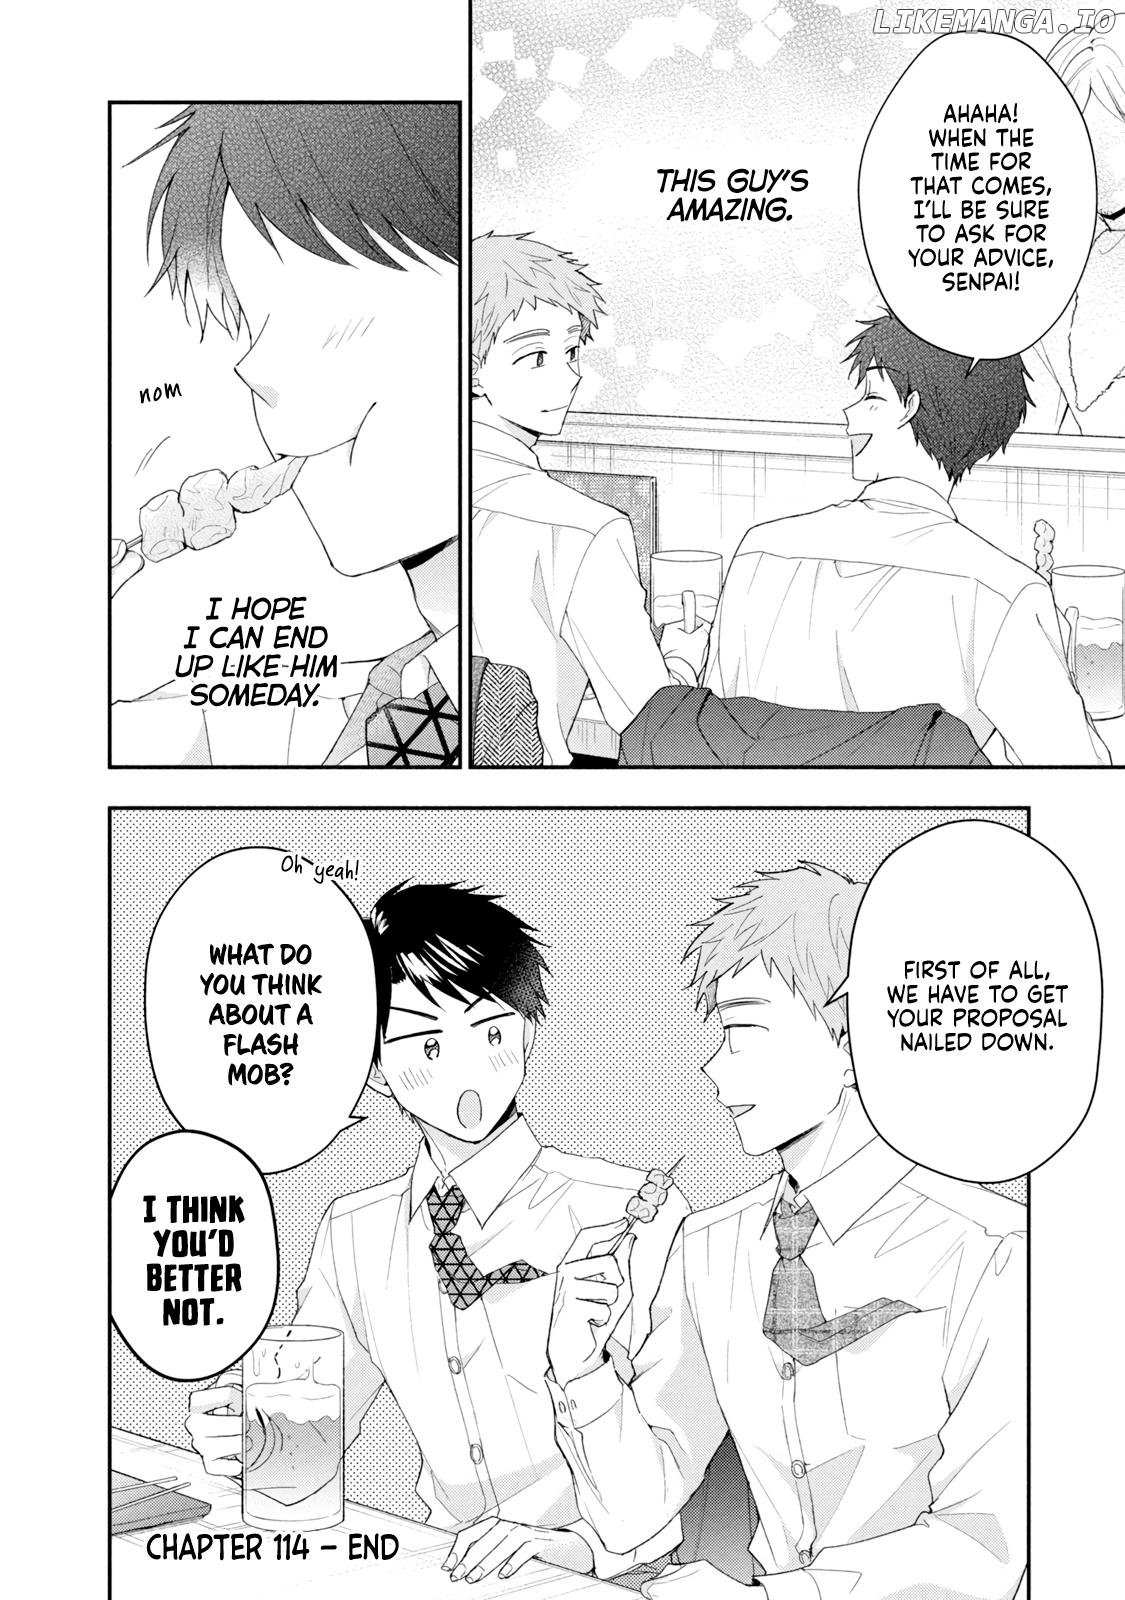 LIKEMANGA.IO
AHAHA!
WHEN THE
TIME FOR
THAT COMES,
I'LL BE SURE
TO ASK FOR
YOUR ADVICE,
SENPAI!
THIS GUY'S
AMAZING.
nom
I HOPE
I CAN END
UP LIKE HIM
SOMEDAY.
FIRST OF ALL,
WE HAVE TO GET
YOUR PROPOSAL
NAILED DOWN.
Oh yeah!
WHAT DO
YOU THINK
ABOUT A
FLASH
MOB?
I THINK
YOU'D
BETTER
NOT.
CHAPTER 114 – END